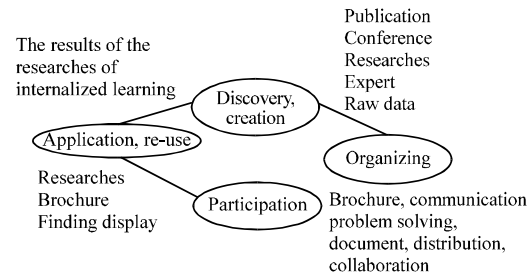 Publication
Conference
Researches
Expert
Raw data
The results of the
researches of
internalized learning
Discovery,
creation
Application, re-use
Organizing
Researches
Brochure
Finding display
Participation
Brochure, communication
problem solving,
document, distribution,
collaboration